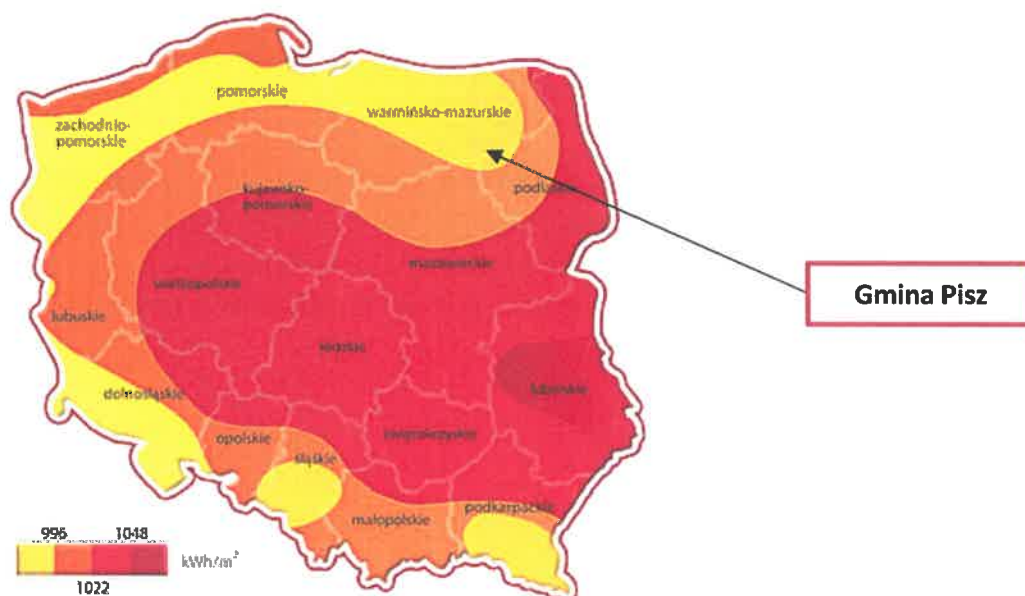 pomorskie
warmińsko-mazurskie
zachodnio-
pomorskie
kujawsko-
pomorskie
podlaskie
mazowieckie
wielkopolskie
Gmina Pisz
lubuskie
łódzkie
lubelskie
dolnośląskie
opolskie
świętokrzyskie
śląskie
podkarpackie
małopolskie
996 1048
kWh/m²
1022